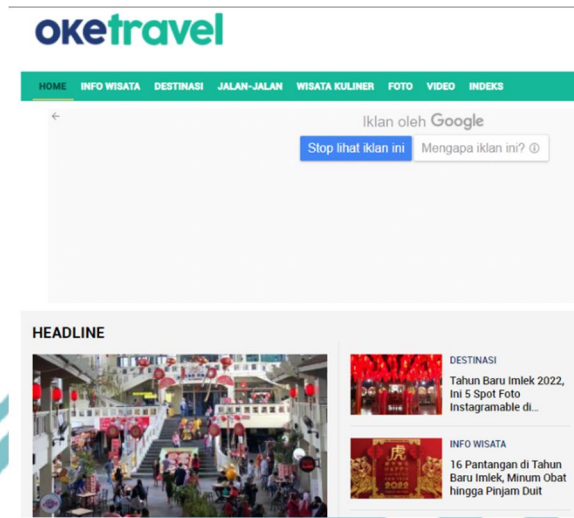 oketravel
HOME INFO WISATA DESTINASI JALAN-JALAN WISATA KULINER FOTO VIDEO INDEKS
Iklan oleh Google
Stop lihat iklan ini Mengapa iklan ini?
HEADLINE
DESTINASI
Tahun Baru Imlek 2022,
Ini 5 Spot Foto
Instagramable di...
INFO WISATA
16 Pantangan di Tahun
Baru Imlek, Minum Obat
hingga Pinjam Duit
虎
2022